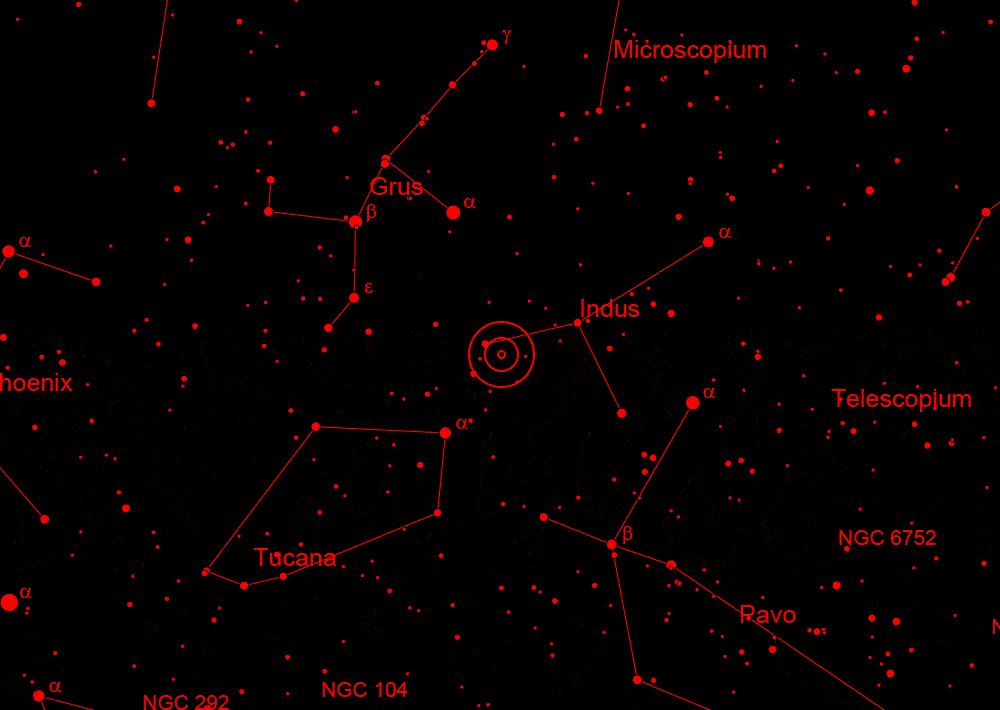 γ
Microscopium
Grus
α
β
α
α
ε
Indus
hoenix
α
Telescopium
α
β
NGC 6752
Tucana
α
Pavo
N
α
NGC 104
NGC 292